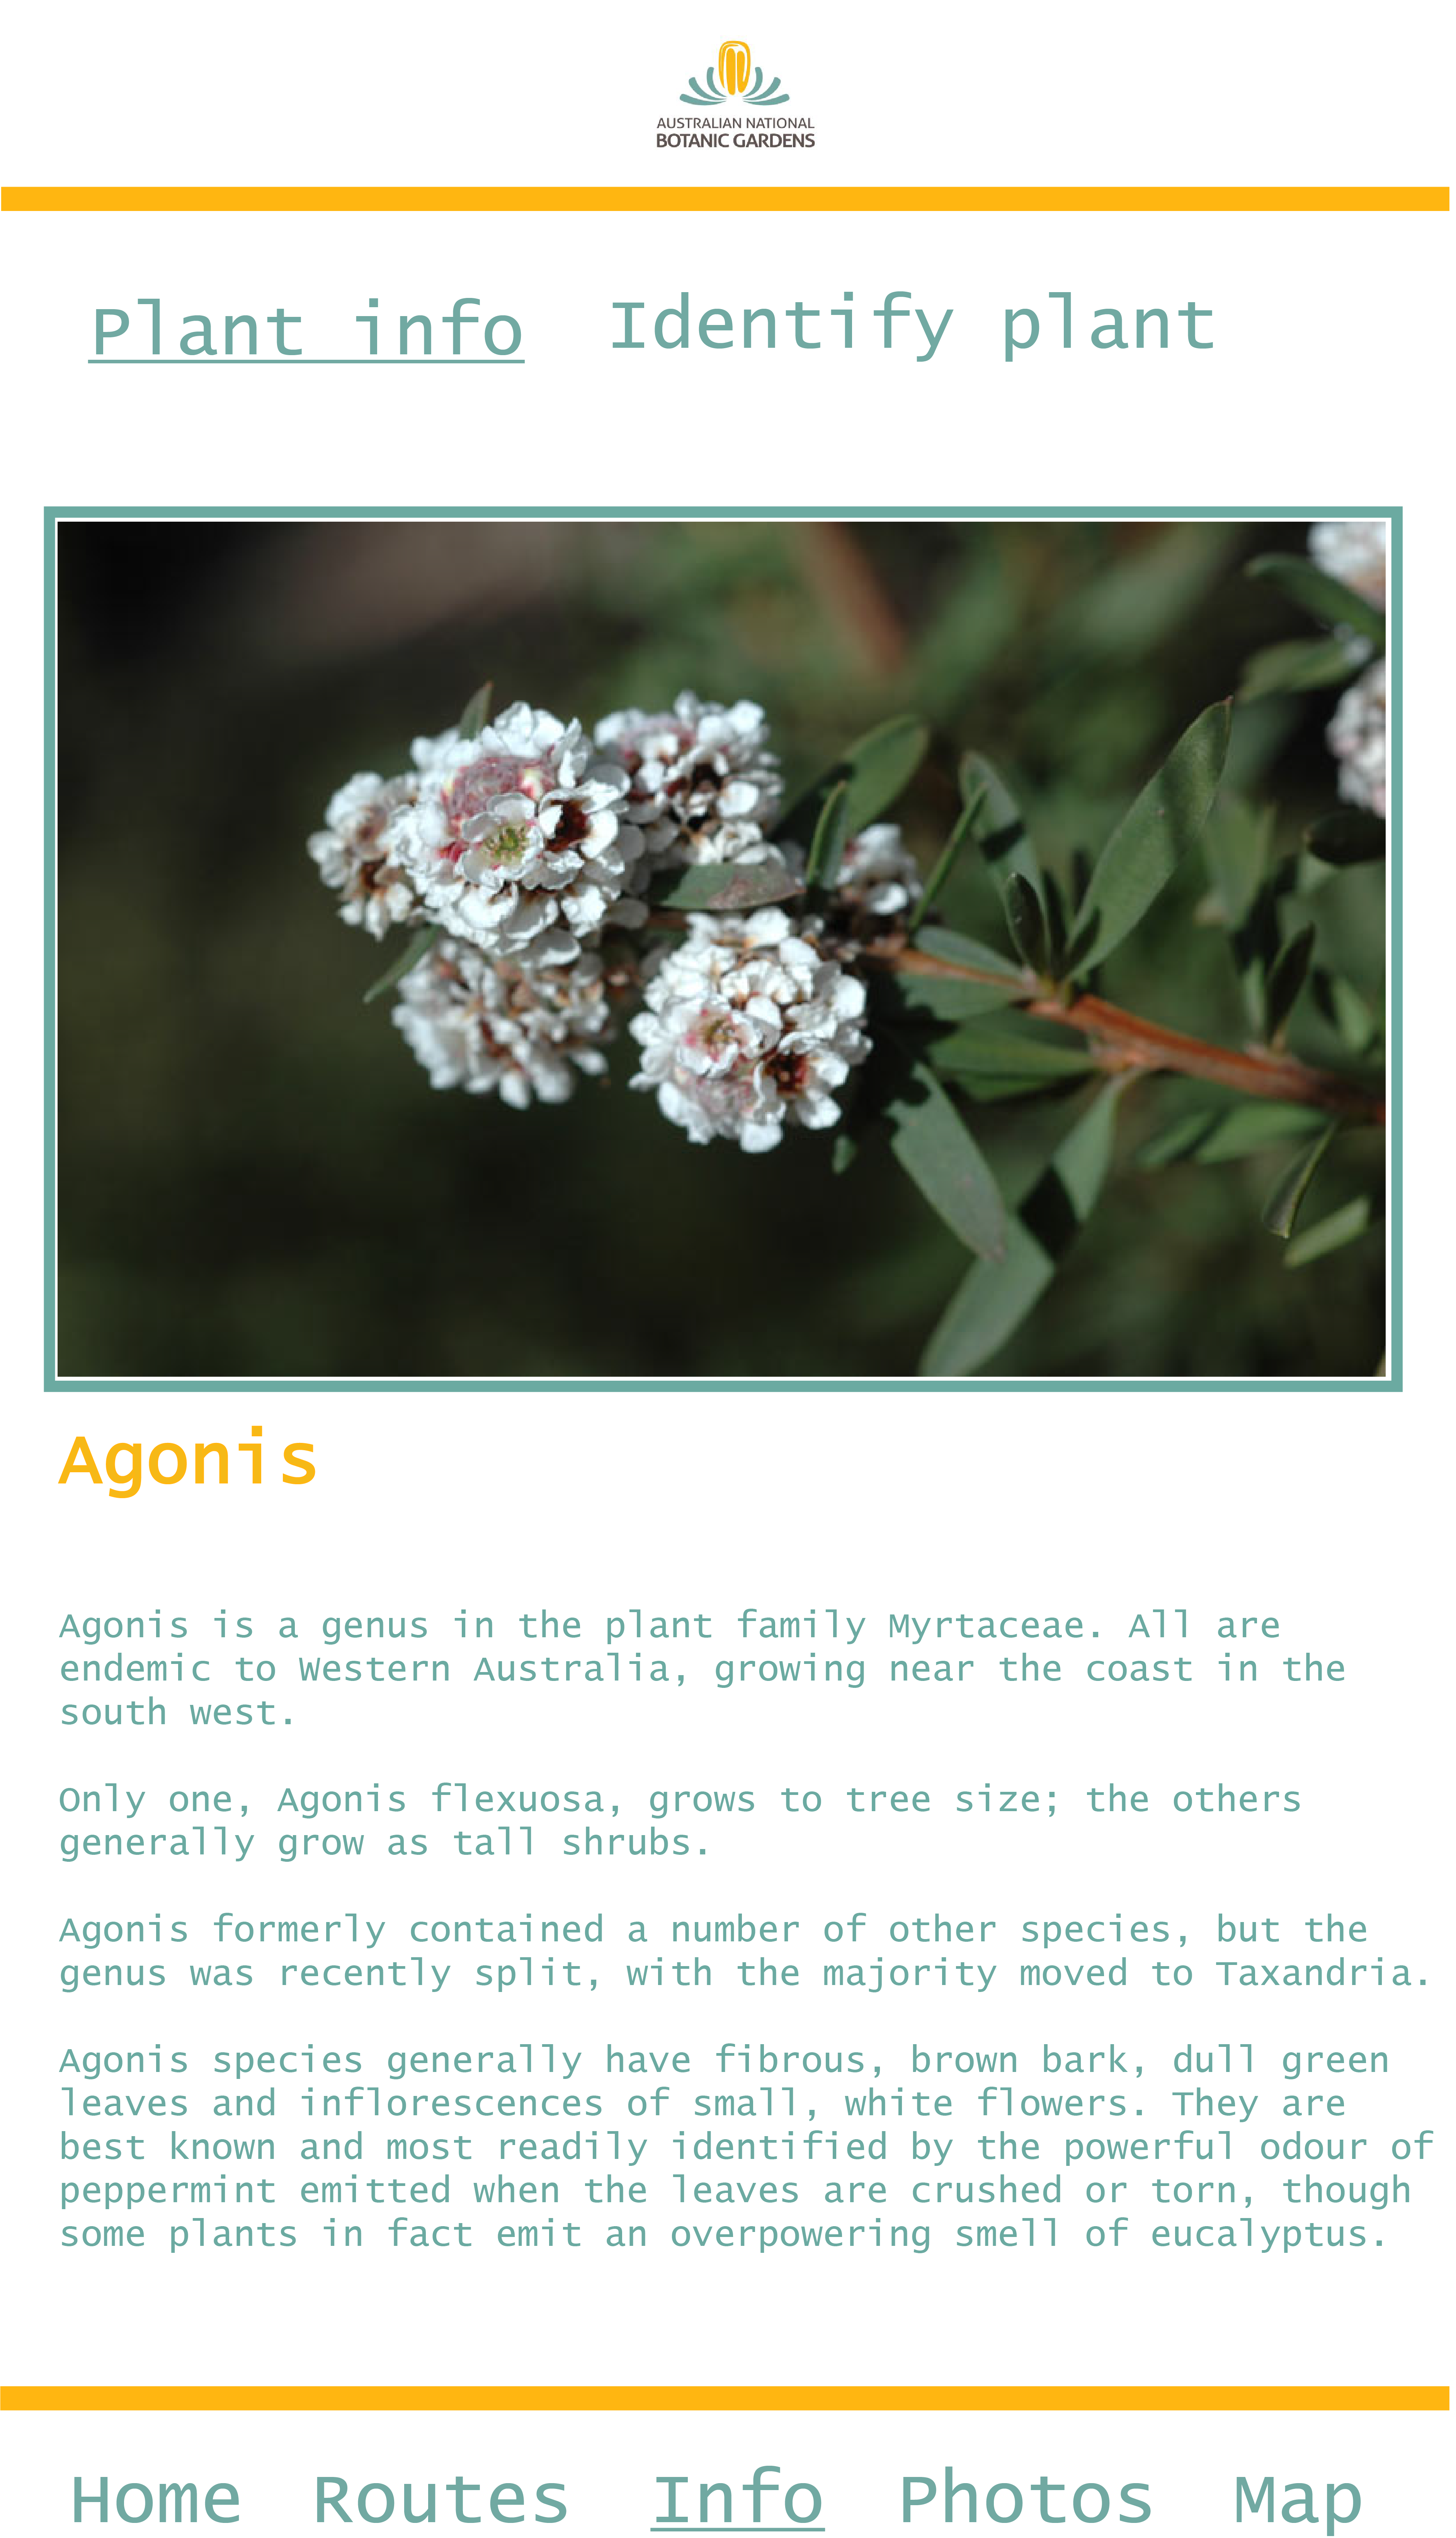 AUSTRALIAN NATIONAL
BOTANIC GARDENS
Plant info Identify plant
Agonis
Agonis is a genus in the plant family Myrtaceae. All are
endemic to Western Australia, growing near the coast in the
south west.
Only one, Agonis flexuosa, grows to tree size; the others
generally grow as tall shrubs.
Agonis formerly contained a number of other species, but the
genus was recently split, with the majority moved to Taxandria.
Agonis species generally have fibrous, brown bark, dull green
leaves and inflorescences of small, white flowers. They are
best known and most readily identified by the powerful odour of
peppermint emitted when the leaves are crushed or torn, though
some plants in fact emit an overpowering smell of eucalyptus.
Home Routes Info Photos Map